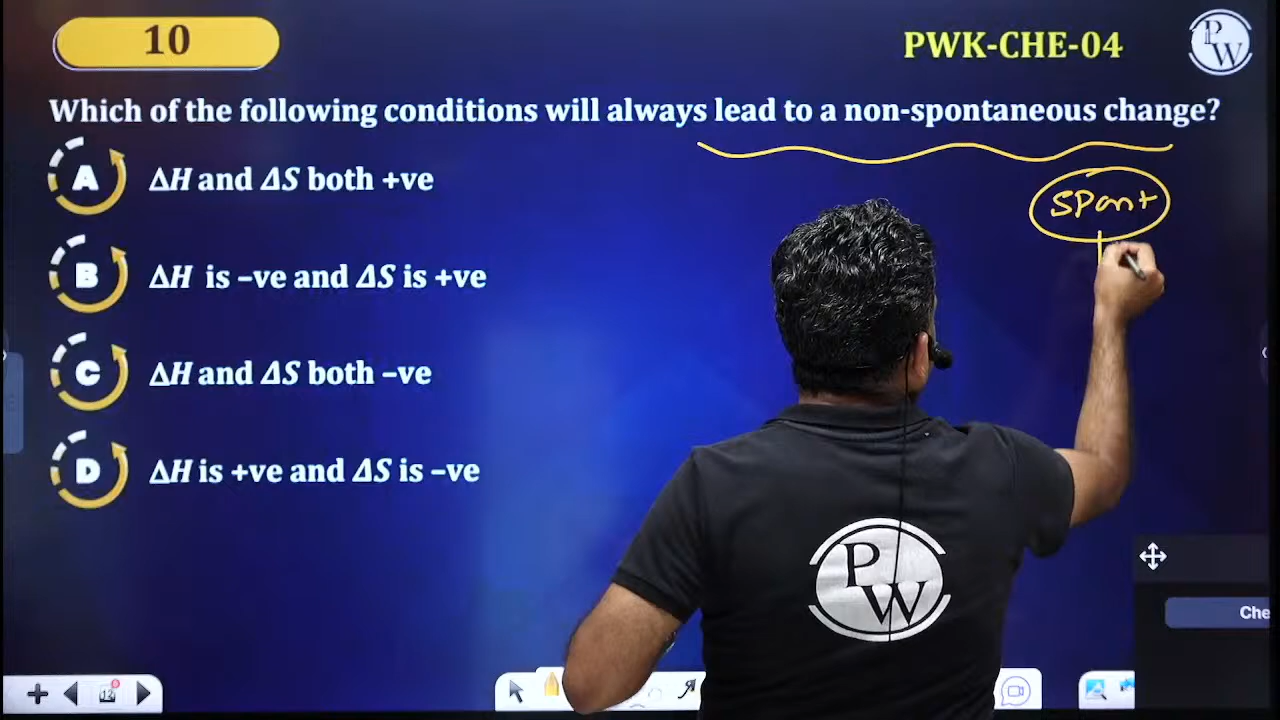 10
PWK-CHE-04
PW
Which of the following conditions will always lead to a non-spontaneous change?
spont
A ΔH and ΔS both +ve
B ΔH is –ve and ΔS is +ve
C ΔH and ΔS both –ve
D ΔH is +ve and ΔS is –ve
PW
Che